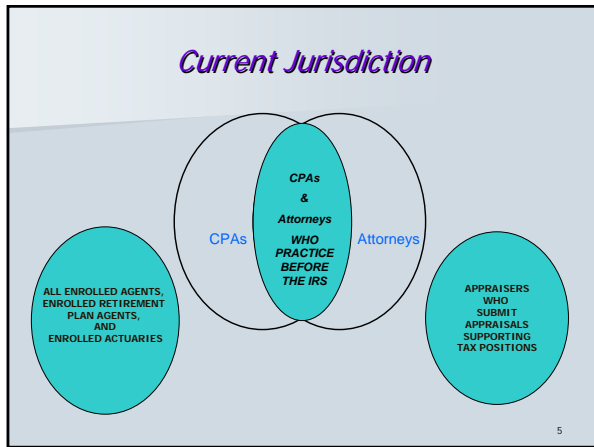 Current Jurisdiction
CPAs
CPAs
&
Attorneys
WHO
PRACTICE
BEFORE
THE IRS
Attorneys
ALL ENROLLED AGENTS,
ENROLLED RETIREMENT
PLAN AGENTS,
AND
ENROLLED ACTUARIES
APPRAISERS
WHO
SUBMIT
APPRAISALS
SUPPORTING
TAX POSITIONS
5